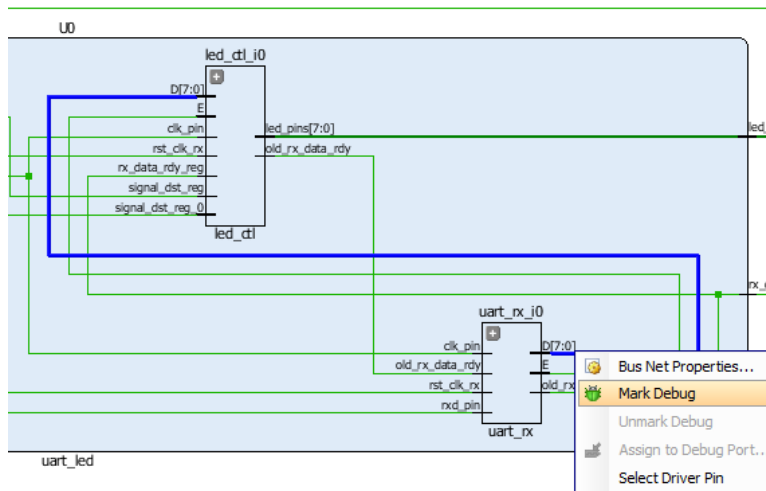 U0
led_ctl_i0
D[7:0]
E
clk_pin
led_pins[7:0]
led_
rst_clk_rx
old_rx_data_rdy
rx_data_rdy_reg
signal_dst_reg
signal_dst_reg_0
led_ctl
rx_
uart_rx_i0
clk_pin
D[7:0]
old_rx_data_rdy
E
rst_clk_rx
old_rx
rxd_pin
uart_rx
uart_led
Bus Net Properties...
Mark Debug
Unmark Debug
Assign to Debug Port..
Select Driver Pin